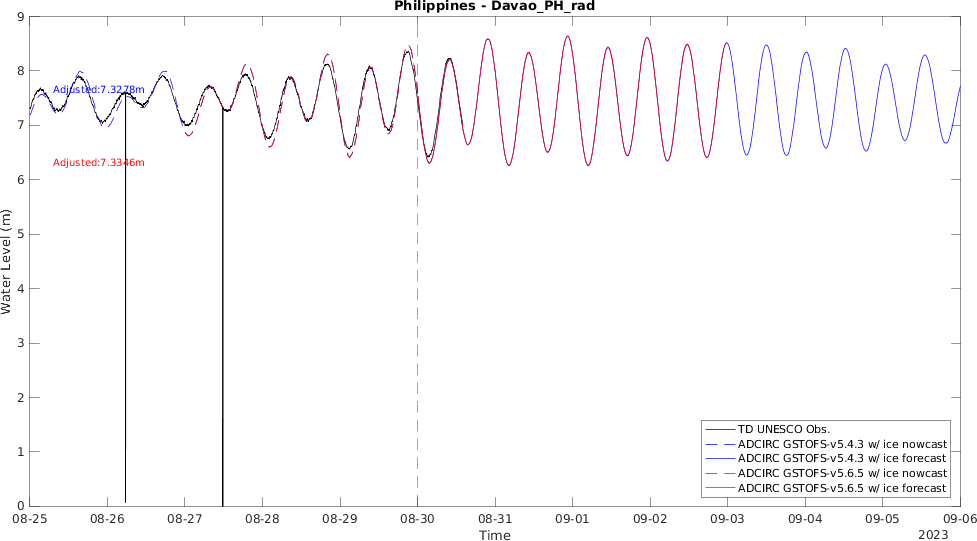 Philippines - Davao_PH_rad
9
8
7
6
5
4
3
2
1
0
Water Level (m)
Adjusted:7.3278m
Adjusted:7.3346m
TD UNESCO Obs.
ADCIRC GSTOFS-v5.4.3 w/ ice nowcast
ADCIRC GSTOFS-v5.4.3 w/ ice forecast
ADCIRC GSTOFS-v5.6.5 w/ ice nowcast
ADCIRC GSTOFS-v5.6.5 w/ ice forecast
08-25 08-26 08-27 08-28 08-29 08-30 08-31 09-01 09-02 09-03 09-04 09-05 09-06
Time
2023